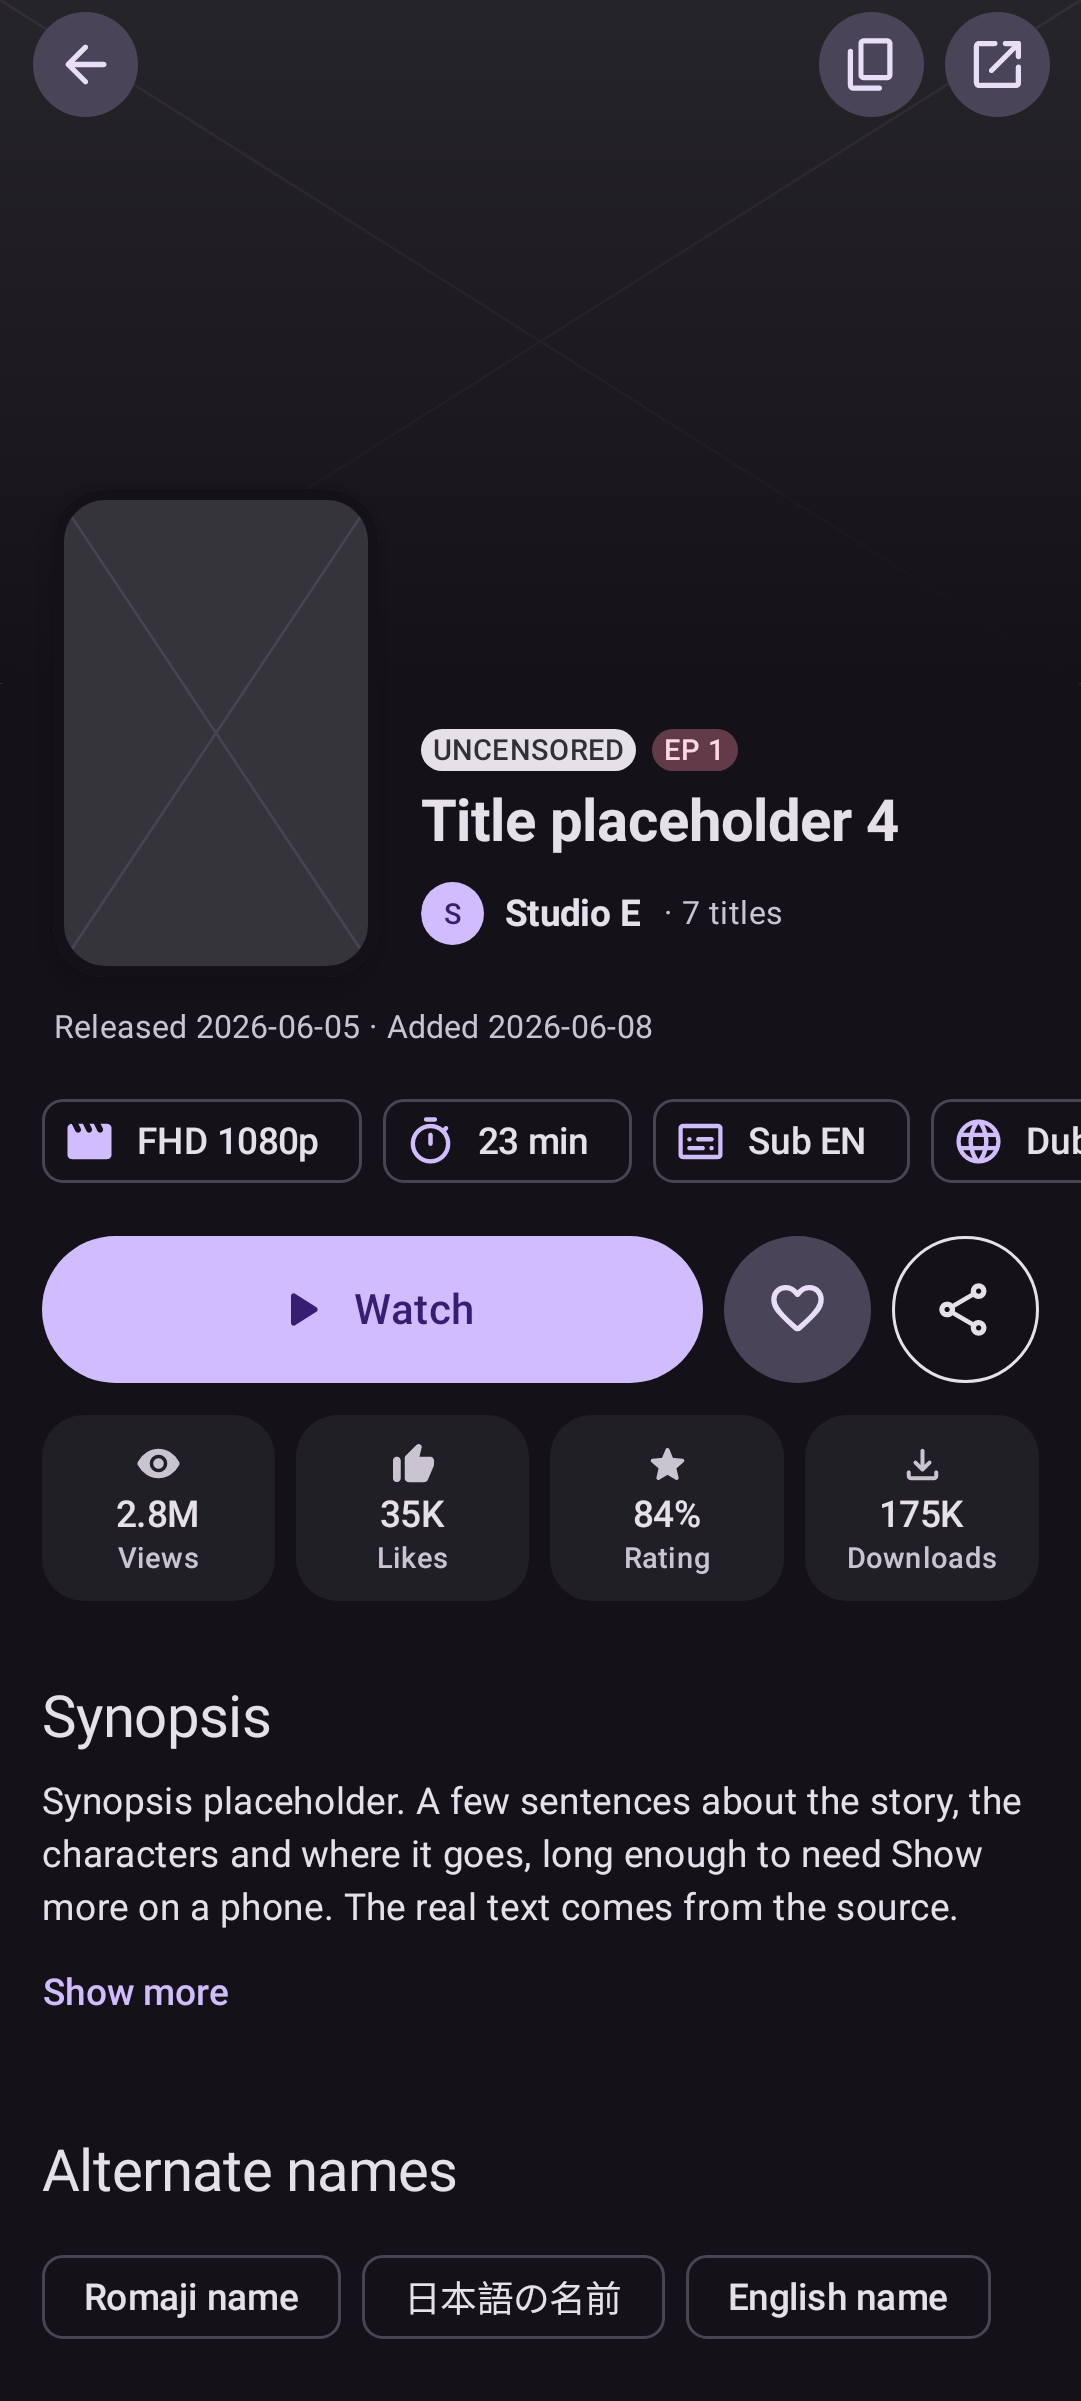 UNCENSORED EP 1
Title placeholder 4
S Studio E · 7 titles
Released 2026-06-05 · Added 2026-06-08
FHD 1080p 23 min Sub EN Dub
Watch
2.8M 35K 84% 175K
Views Likes Rating Downloads
Synopsis
Synopsis placeholder. A few sentences about the story, the
characters and where it goes, long enough to need Show
more on a phone. The real text comes from the source.
Show more
Alternate names
Romaji name 日本語の名前 English name